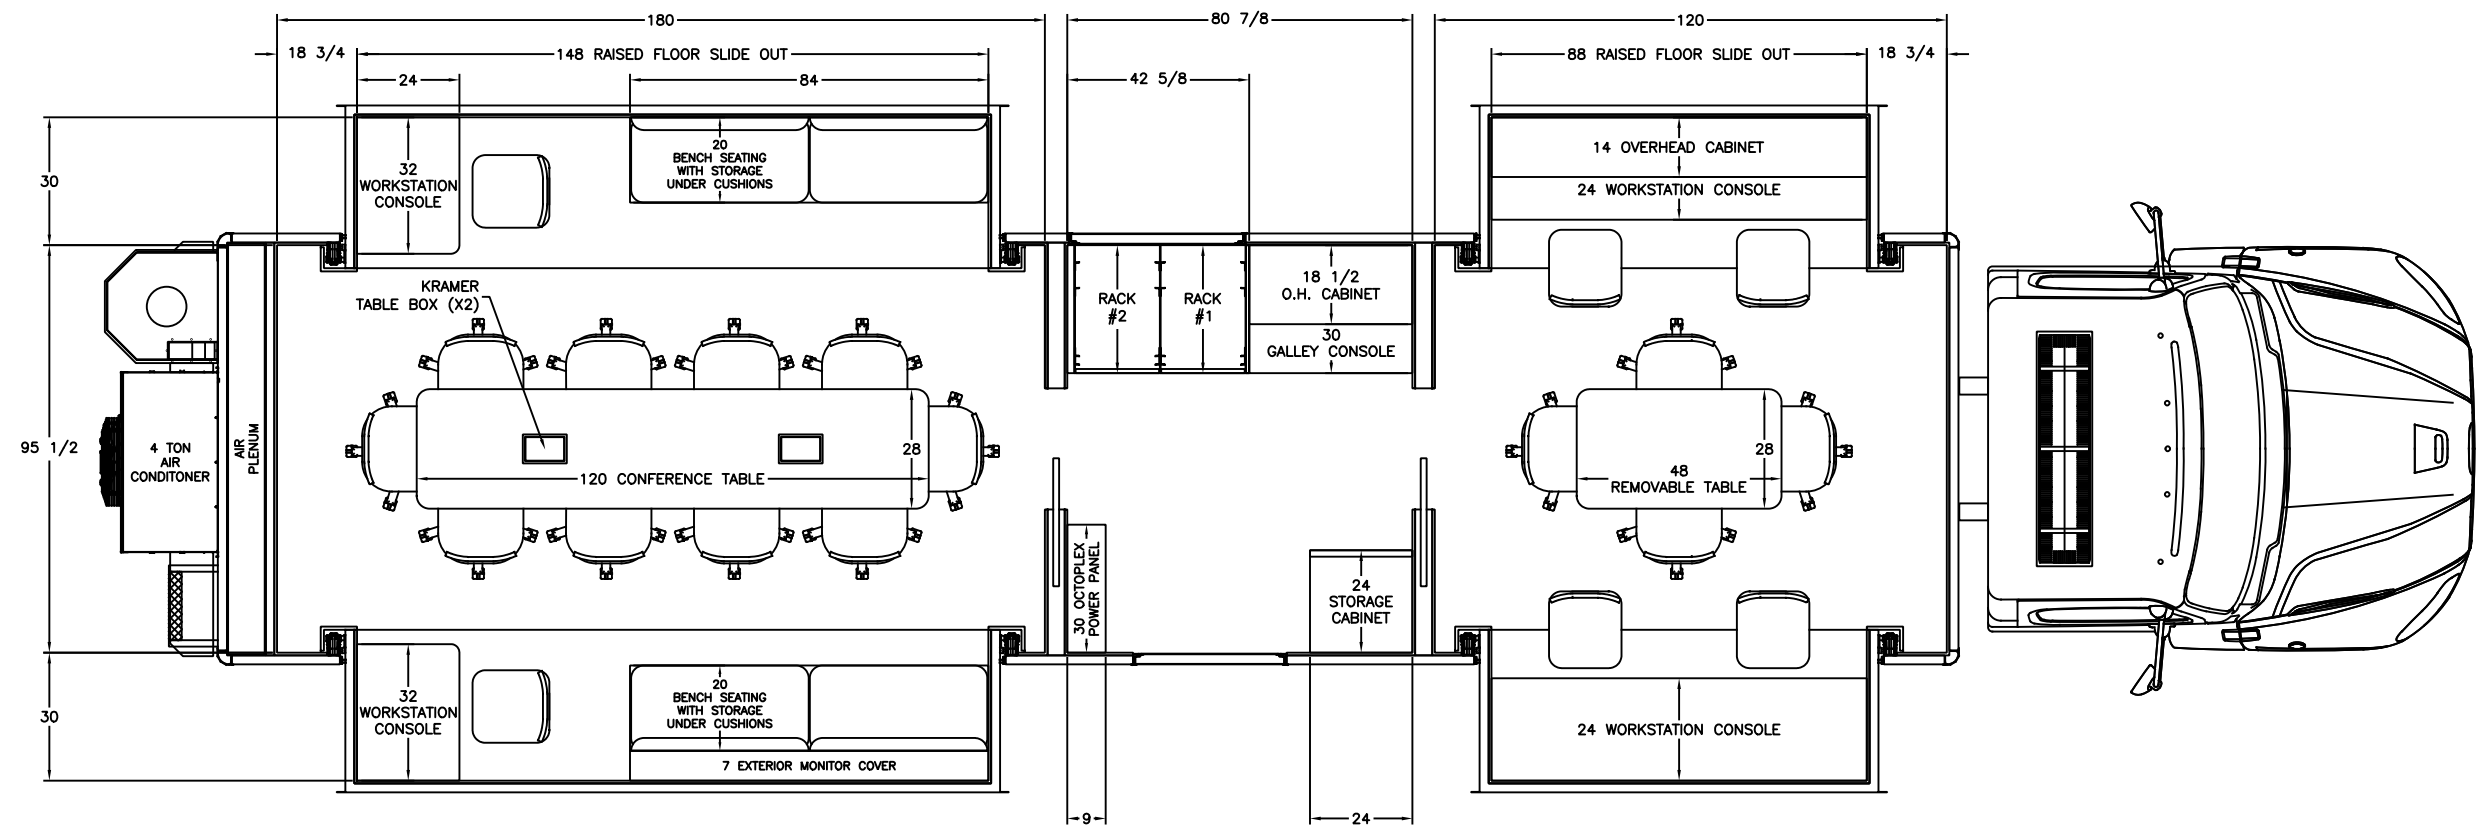 180
80 7/8
120
18 3/4
148 RAISED FLOOR SLIDE OUT
88 RAISED FLOOR SLIDE OUT
18 3/4
24
84
42 5/8
30
32
WORKSTATION
CONSOLE
20
BENCH SEATING
WITH STORAGE
UNDER CUSHIONS
14 OVERHEAD CABINET
24 WORKSTATION CONSOLE
KRAMER
TABLE BOX (X2)
RACK
#2
RACK
#1
18 1/2
O.H. CABINET
30
GALLEY CONSOLE
95 1/2
4 TON
AIR
CONDITONER
AIR
PLENUM
28
120 CONFERENCE TABLE
28
48
REMOVABLE TABLE
30 OCTOPLEX
POWER PANEL
24
STORAGE
CABINET
30
32
WORKSTATION
CONSOLE
20
BENCH SEATING
WITH STORAGE
UNDER CUSHIONS
7 EXTERIOR MONITOR COVER
24 WORKSTATION CONSOLE
9
24